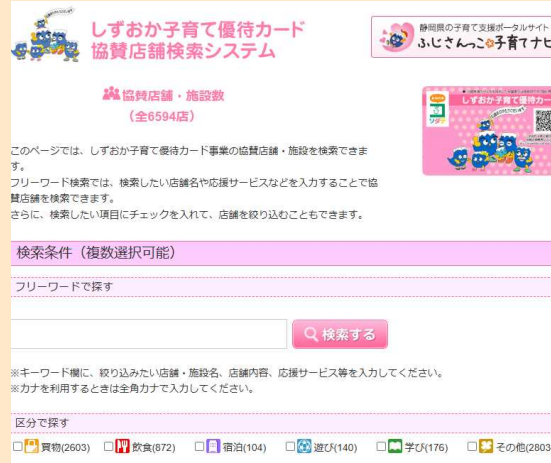 しずおか子育て優待カード
協賛店舗検索システム
静岡県の子育て支援ポータルサイト
ふじさんっこ子育てナビ
協賛店舗・施設数
(全6594店)
しずおか子育て優待カード
このページでは、しずおか子育て優待カード事業の協賛店舗・施設を検索できま
す。
フリーワード検索では、検索したい店舗名や応援サービスなどを入力することで協
賛店舗を検索できます。
さらに、検索したい項目にチェックを入れて、店舗を絞り込むこともできます。
検索条件(複数選択可能)
フリーワードで探す
検索する
※キーワード欄に、絞り込みたい店舗・施設名、店舗内容、応援サービス等を入力してください。
※カナを利用するときは全角カナで入力してください。
区分で探す
買物(2603) 飲食(872) 宿泊(104) 遊び(140) 学び(176) その他(2803